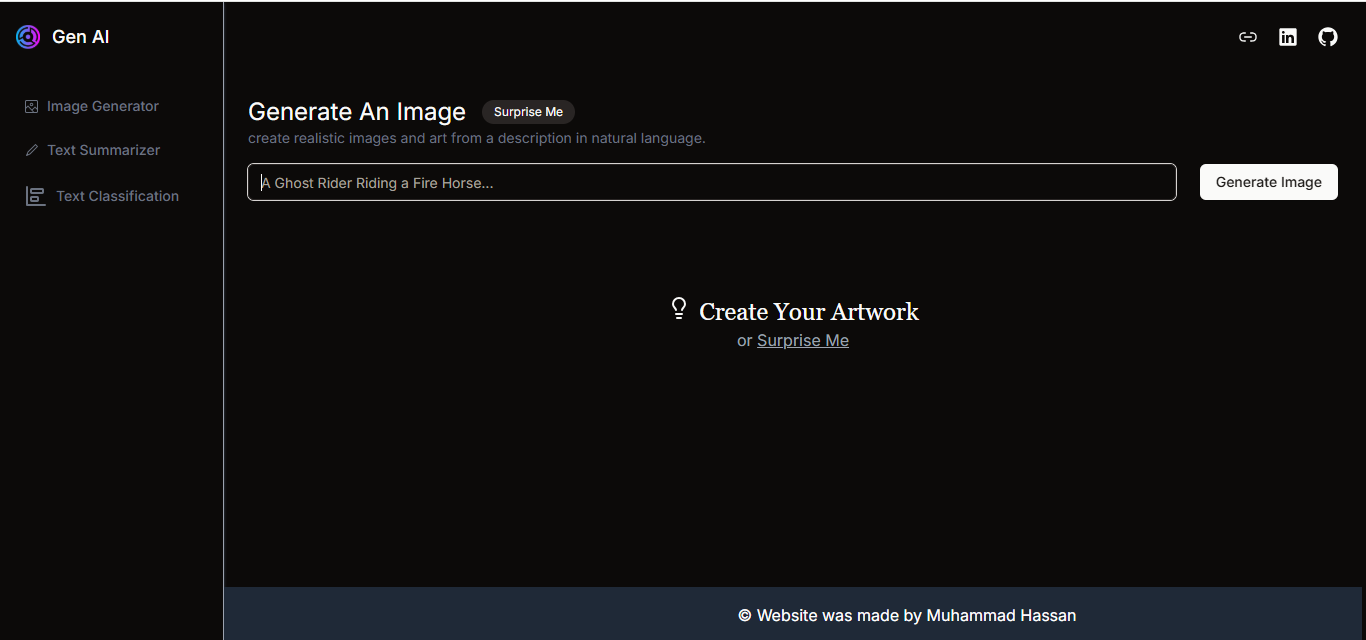 Gen AI
Image Generator
Text Summarizer
Text Classification
Generate An Image
Surprise Me
create realistic images and art from a description in natural language.
A Ghost Rider Riding a Fire Horse...
Generate Image
Create Your Artwork
or Surprise Me
© Website was made by Muhammad Hassan